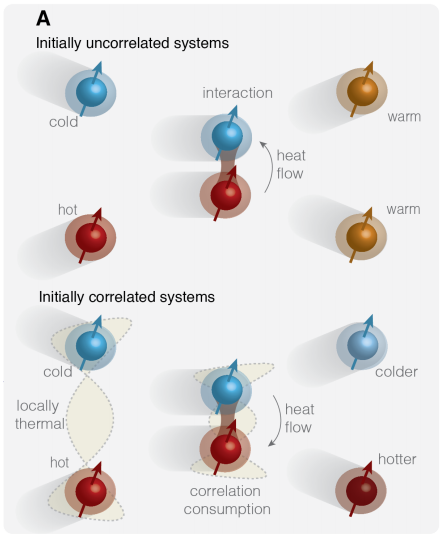 A
Initially uncorrelated systems
cold
interaction
warm
heat
flow
hot
warm
Initially correlated systems
cold
colder
locally
thermal
heat
flow
hot
hotter
correlation
consumption